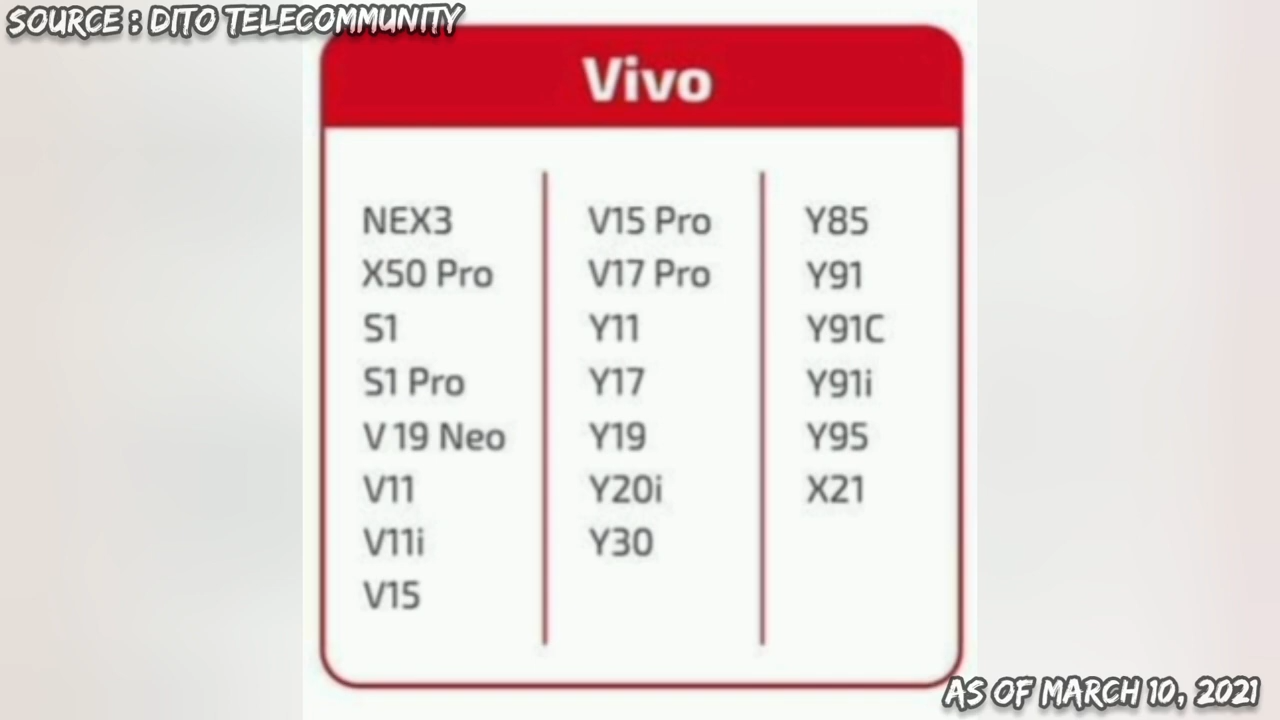 SOURCE : DITO TELECOMMUNITY
Vivo
NEX3
X50 Pro
S1
S1 Pro
V 19 Neo
V11
V11i
V15
V15 Pro
V17 Pro
Y11
Y17
Y19
Y20i
Y30
Y85
Y91
Y91C
Y91i
Y95
X21
AS OF MARCH 10, 2021